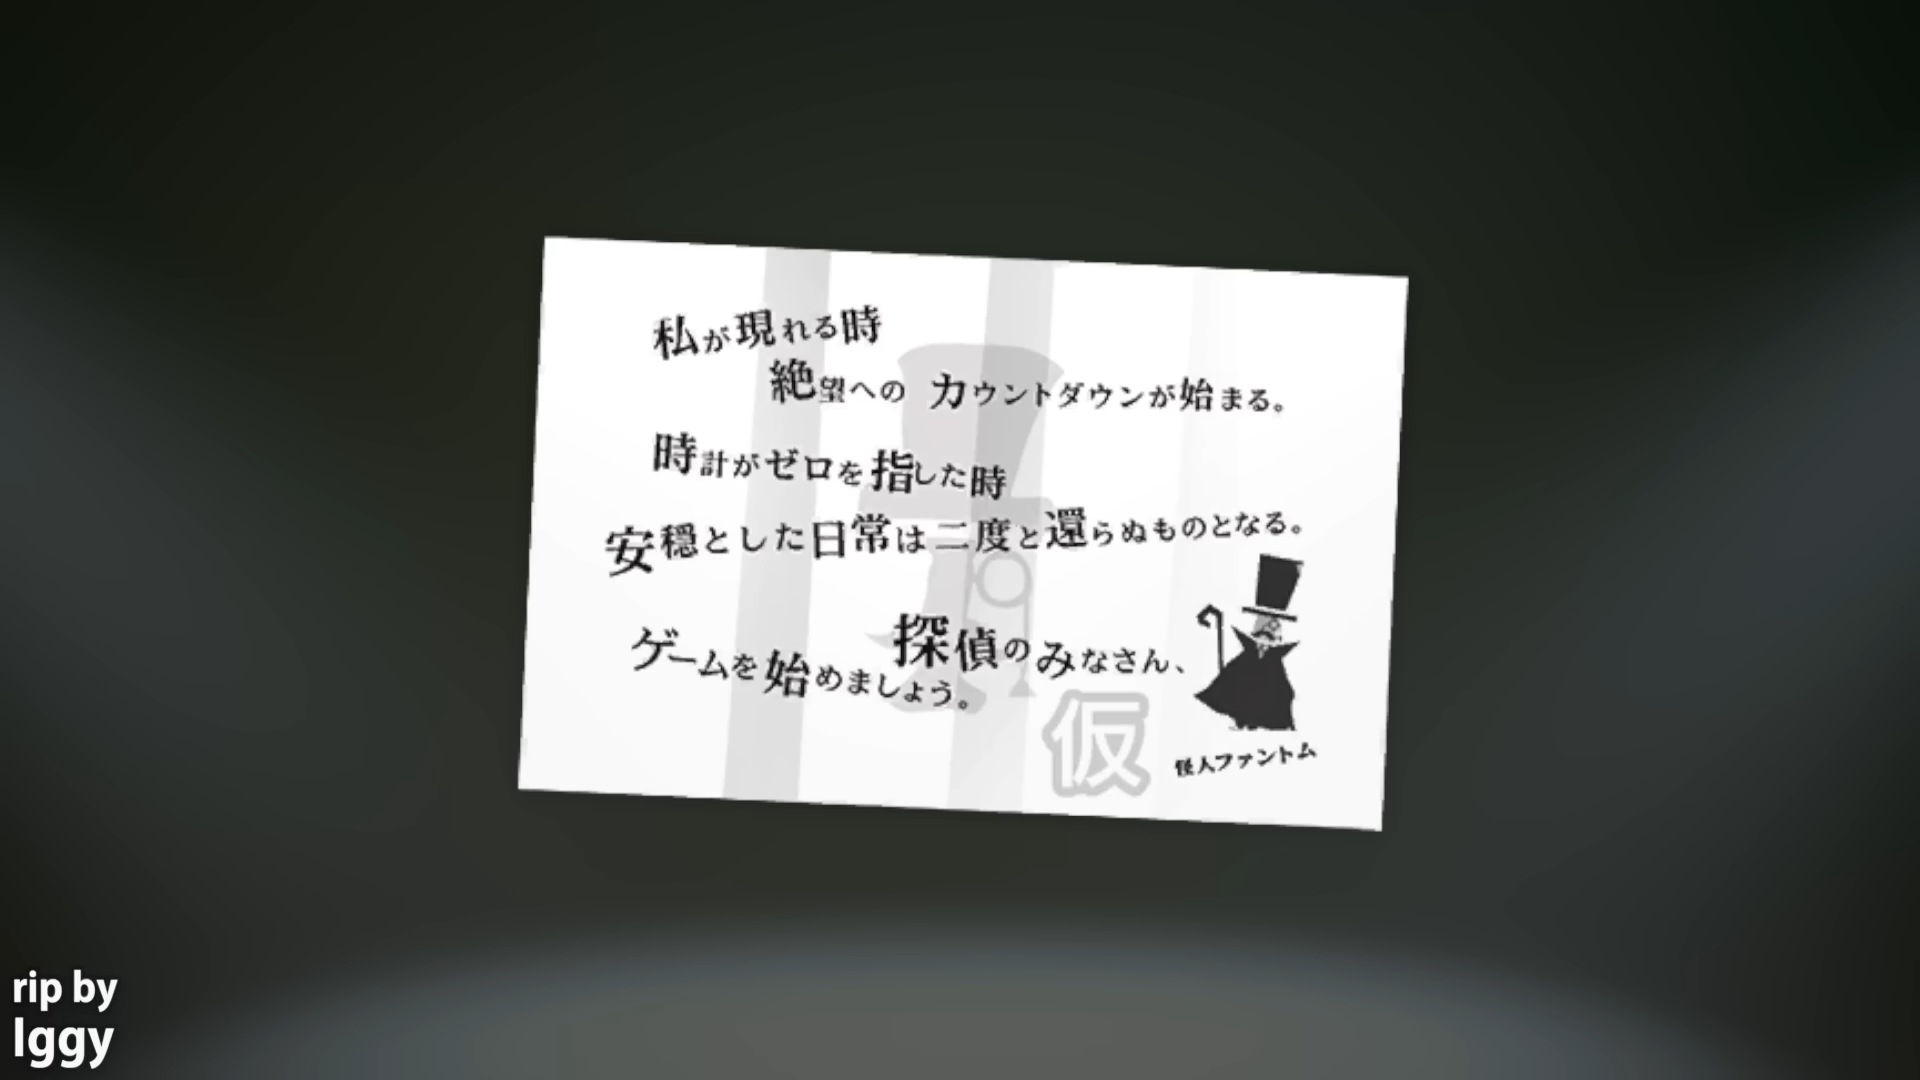 私が現れる時
絶望への カウントダウンが始まる。
時計がゼロを指した時
安穏とした日常は二度と還らぬものとなる。
探偵のみなさん、
ゲームを始めましょう。
仮
怪人ファントム
rip by
Iggy